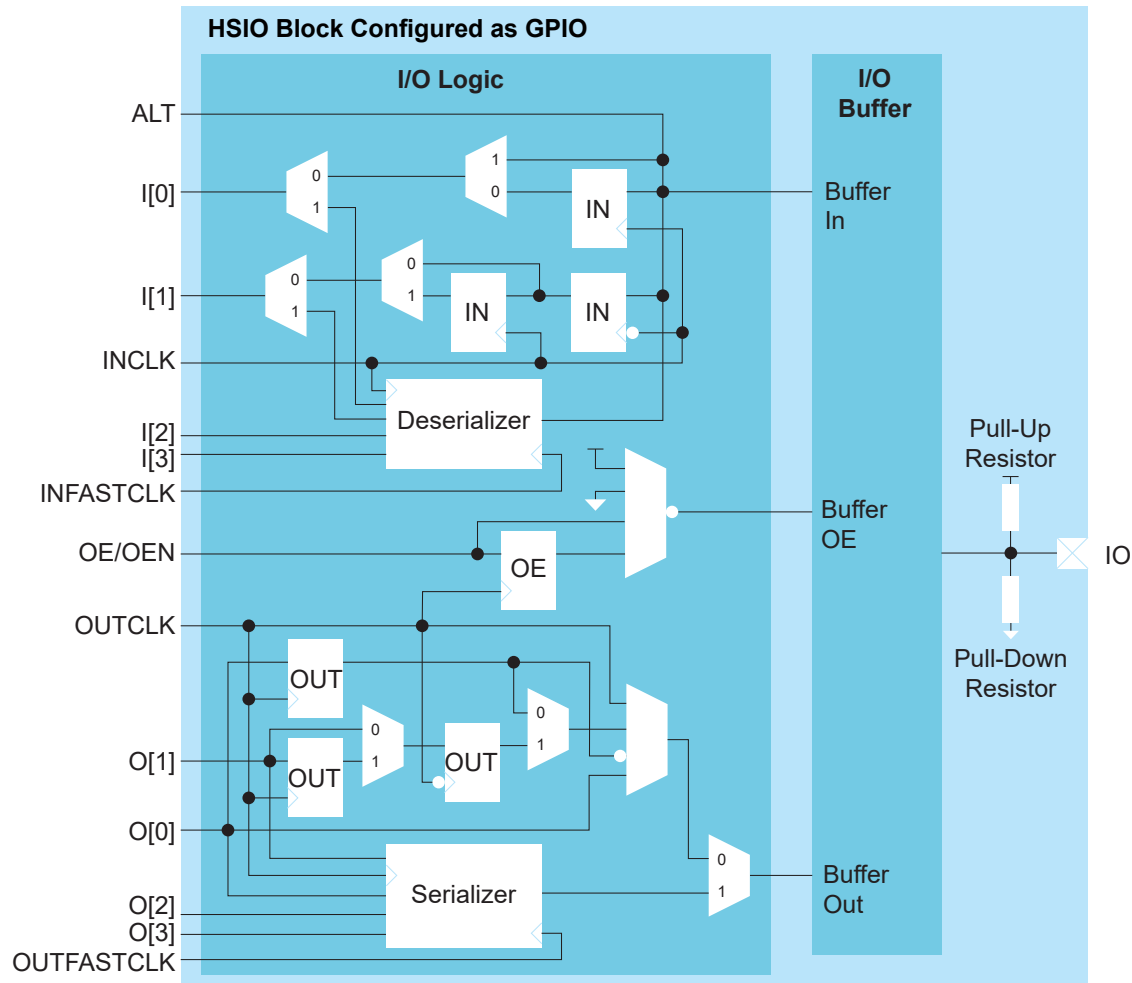 HSIO Block Configured as GPIO
I/O Logic
I/O
Buffer
ALT
I[0]
0
1
1
0
IN
Buffer
In
I[1]
0
1
0
1
IN
IN
INCLK
Deserializer
I[2]
I[3]
INFASTCLK
Pull-Up
Resistor
Buffer
OE
OE/OEN
OE
IO
OUTCLK
OUT
Pull-Down
Resistor
O[1]
OUT
0
1
OUT
0
1
O[0]
0
1
Serializer
Buffer
Out
O[2]
O[3]
OUTFASTCLK